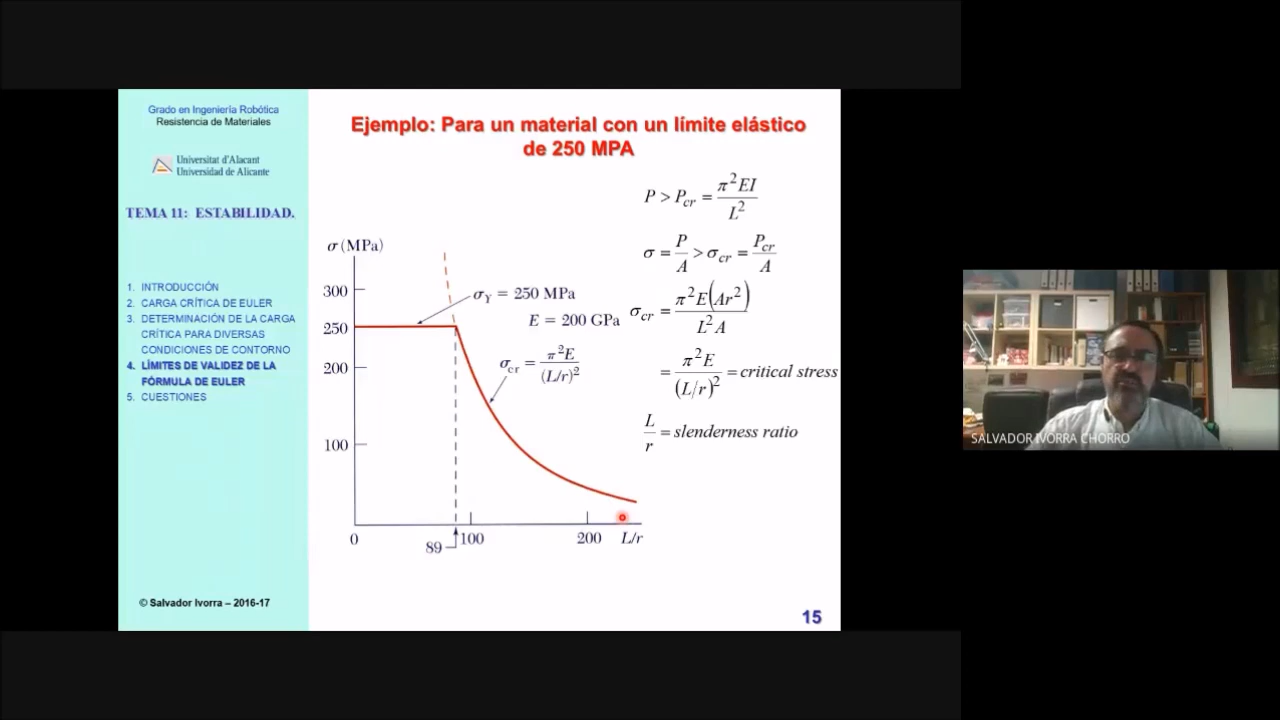 Grado en Ingeniería Robótica
Resistencia de Materiales
Universitat d'Alacant
Universidad de Alicante
TEMA 11: ESTABILIDAD.
1. INTRODUCCIÓN
2. CARGA CRÍTICA DE EULER
3. DETERMINACIÓN DE LA CARGA
CRÍTICA PARA DIVERSAS
CONDICIONES DE CONTORNO
4. LÍMITES DE VALIDEZ DE LA
FÓRMULA DE EULER
5. CUESTIONES
© Salvador Ivorra – 2016-17
Ejemplo: Para un material con un límite elástico
de 250 MPA
P > P_cr = π²EI / L²
σ = P/A > σ_cr = P_cr/A
σ_cr = π²E(Ar²) / L²A
= π²E / (L/r)² = critical stress
L/r = slenderness ratio
σ (MPa)
300
250
200
100
σ_Y = 250 MPa
E = 200 GPa
σ_cr = π²E / (L/r)²
0
89
100
200
L/r
15
SALVADOR IVORRA CHORRO